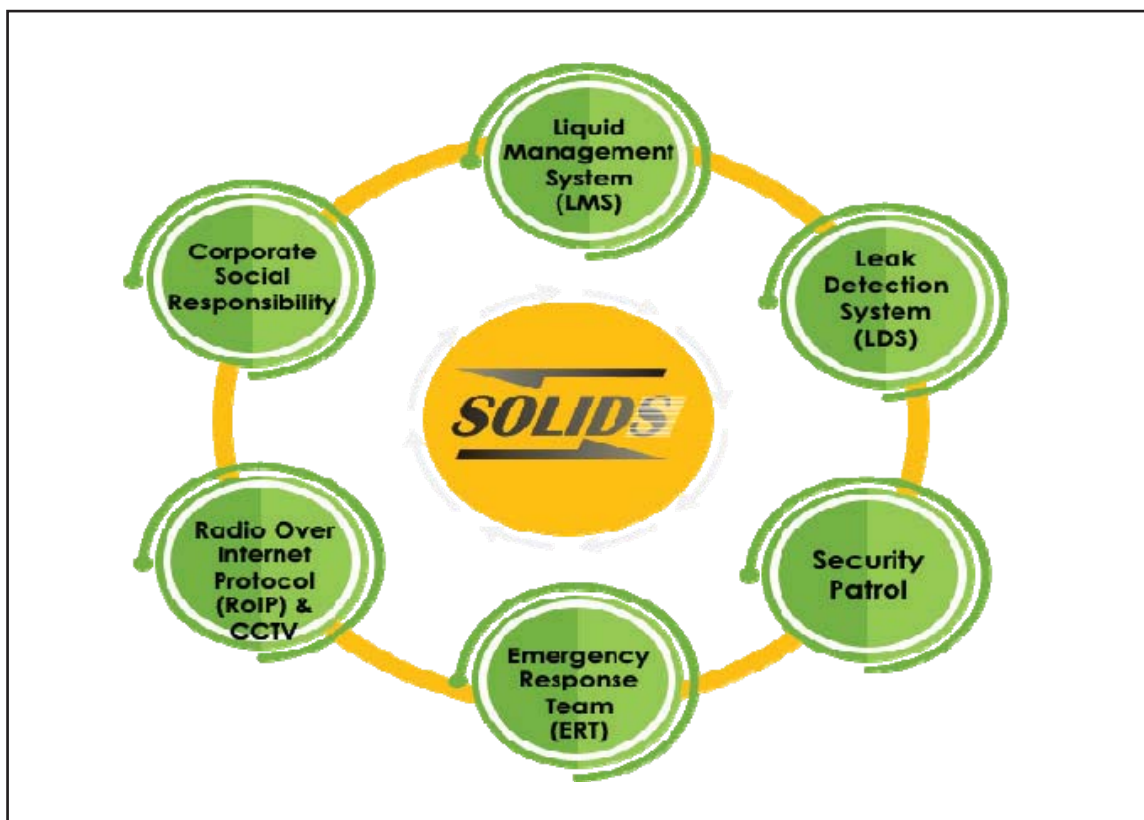 Liquid
Management
System
(LMS)
Leak
Detection
System
(LDS)
Security
Patrol
Emergency
Response
Team
(ERT)
Radio Over
Internet
Protocol
(RoIP) &
CCTV
Corporate
Social
Responsibility
SOLIDS